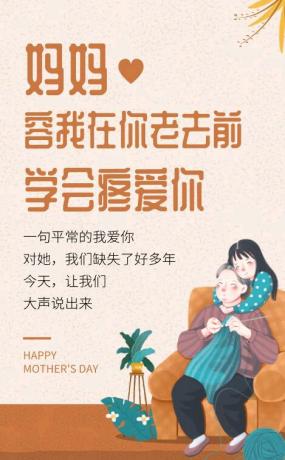 妈妈
容我在你老去前
学会疼爱你
一句平常的我爱你
对她，我们缺失了好多年
今天，让我们
大声说出来
HAPPY
MOTHER'S DAY